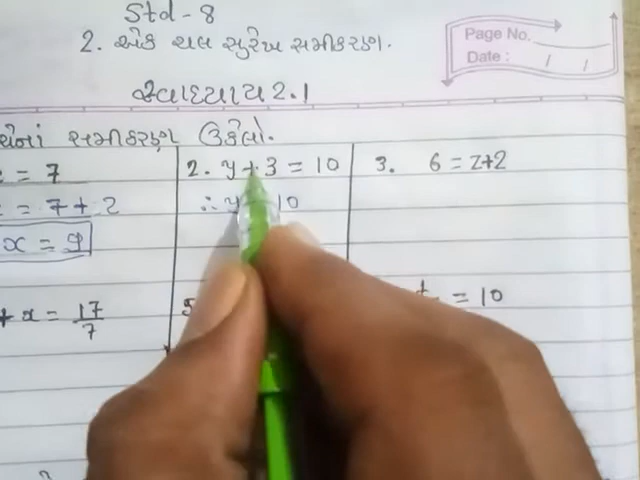 Std - 8
2. એક ચલ સુરેખ સમીકરણ.
Page No.
Date : / /
સ્વાધ્યાય 2.1
સમીકરણ ઉકેલો.
= 7
= 7 + 2
x = 9
+ x = 17/7
2. y + 3 = 10
∴ y 10
5
3. 6 = z + 2
= 10